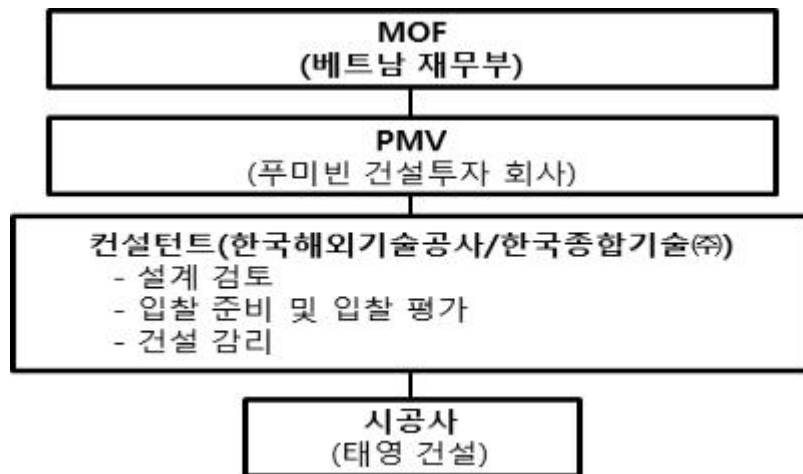 MOF
(베트남 재무부)
PMV
(푸미빈 건설투자 회사)
컨설턴트(한국해외기술공사/한국종합기술㈜)
- 설계 검토
- 입찰 준비 및 입찰 평가
- 건설 감리
시공사
(태영 건설)